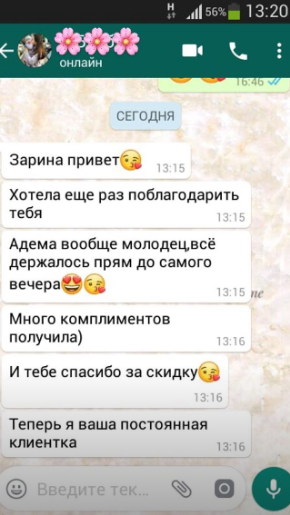 H 56% 13:20
онлайн
16:46
СЕГОДНЯ
Зарина привет😘 13:15
Хотела еще раз поблагодарить
тебя 13:15
Адема вообще молодец,всё
держалось прям до самого
вечера😍😘 13:15
Много комплиментов
получила) 13:16
И тебе спасибо за скидку😘
13:16
Теперь я ваша постоянная
клиентка 13:16
Введите тек...